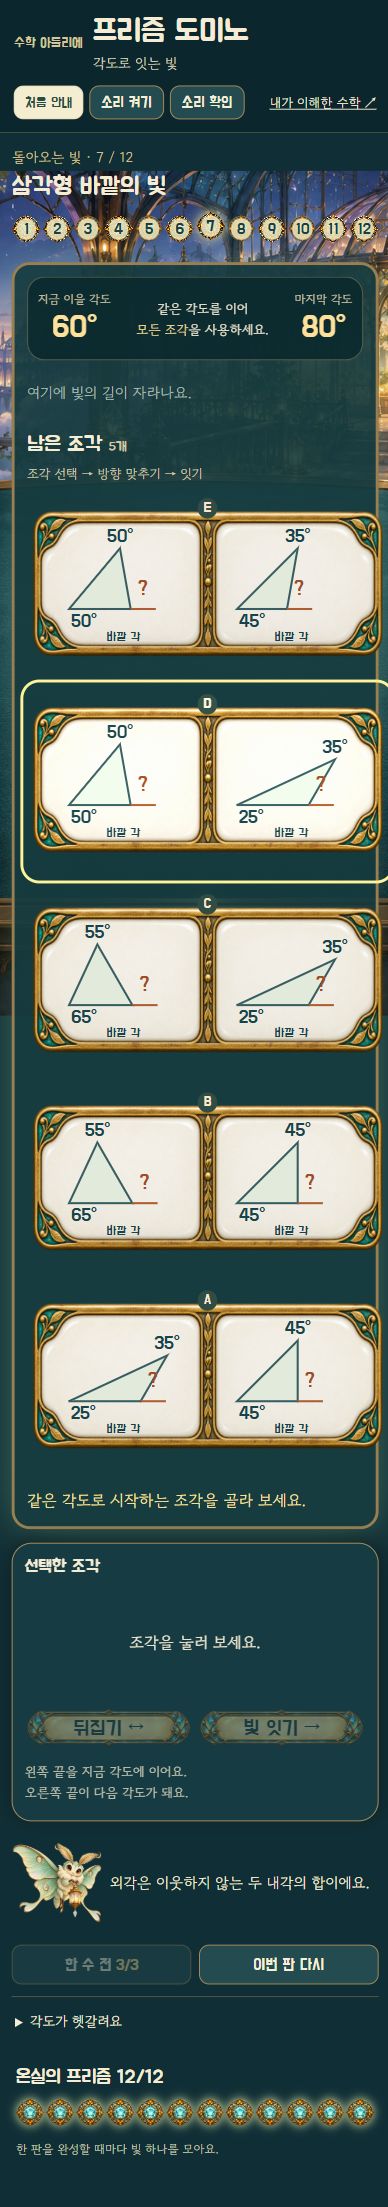 수학 아틀리에
프리즘 도미노
각도로 잇는 빛
처음 안내
소리 켜기
소리 확인
내가 이해한 수학 ↗
돌아오는 빛 · 7 / 12
삼각형 바깥의 빛
1 2 3 4 5 6 7 8 9 10 11 12
지금 이을 각도
60°
같은 각도를 이어
모든 조각을 사용하세요.
마지막 각도
80°
여기에 빛의 길이 자라나요.
남은 조각 5개
조각 선택 → 방향 맞추기 → 잇기
E
50° 35°
? ?
50° 45°
바깥 각 바깥 각
D
50° 35°
? ?
50° 25°
바깥 각 바깥 각
C
55° 35°
? ?
65° 25°
바깥 각 바깥 각
B
55° 45°
? ?
65° 45°
바깥 각 바깥 각
A
35° 45°
? ?
25° 45°
바깥 각 바깥 각
같은 각도로 시작하는 조각을 골라 보세요.
선택한 조각
조각을 눌러 보세요.
뒤집기 ↔
빛 잇기 →
왼쪽 끝을 지금 각도에 이어요.
오른쪽 끝이 다음 각도가 돼요.
외각은 이웃하지 않는 두 내각의 합이에요.
한 수 전 3/3
이번 판 다시
▶ 각도가 헷갈려요
온실의 프리즘 12/12
한 판을 완성할 때마다 빛 하나를 모아요.